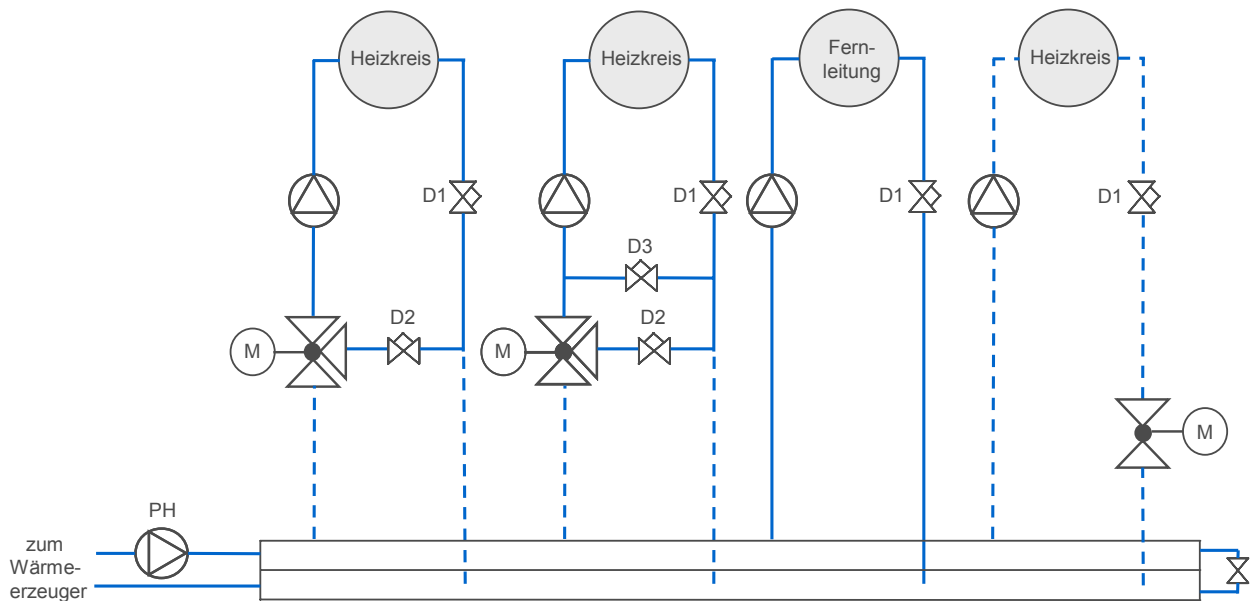 Heizkreis
Heizkreis
Fern-
leitung
Heizkreis
D1
D1
D1
D1
D3
D2
D2
M
M
M
PH
zum
Wärme-
erzeuger